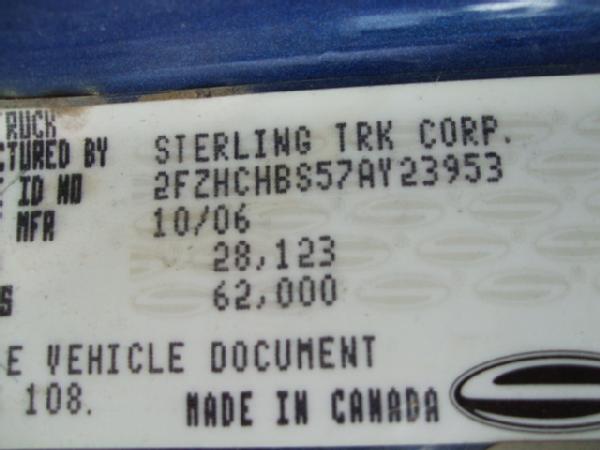 TRUCK
CTURED BY STERLING TRK CORP.
ID NO 2FZHCHBS57AY23953
MFR 10/06
28,123
S 62,000
E VEHICLE DOCUMENT
108. MADE IN CANADA